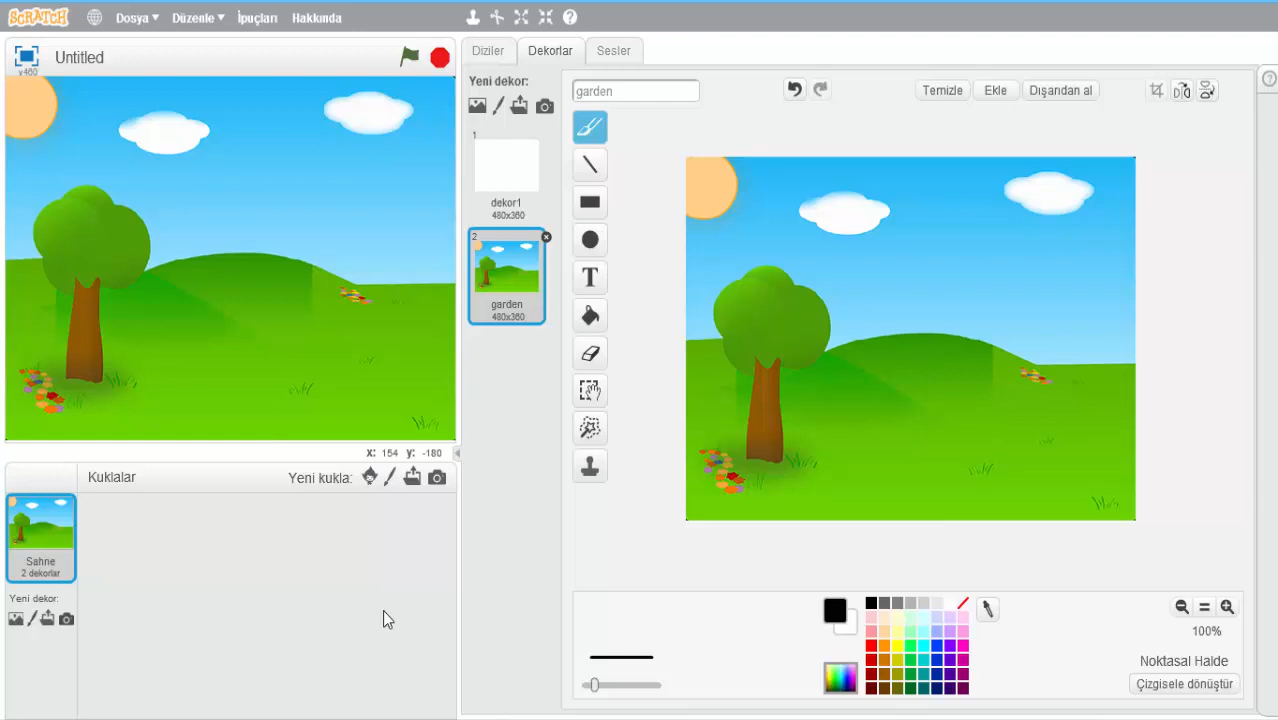 SCRATCH
Dosya Düzenle İpuçları Hakkında
Untitled
v460
Diziler Dekorlar Sesler
Yeni dekor:
1
dekor1
480x360
2
garden
480x360
garden
Temizle Ekle Dışarıdan al
T
X: 154 y: -180
Kuklalar Yeni kukla:
Sahne
2 dekorlar
Yeni dekor:
100%
Noktasal Halde
Çizgisele dönüştür